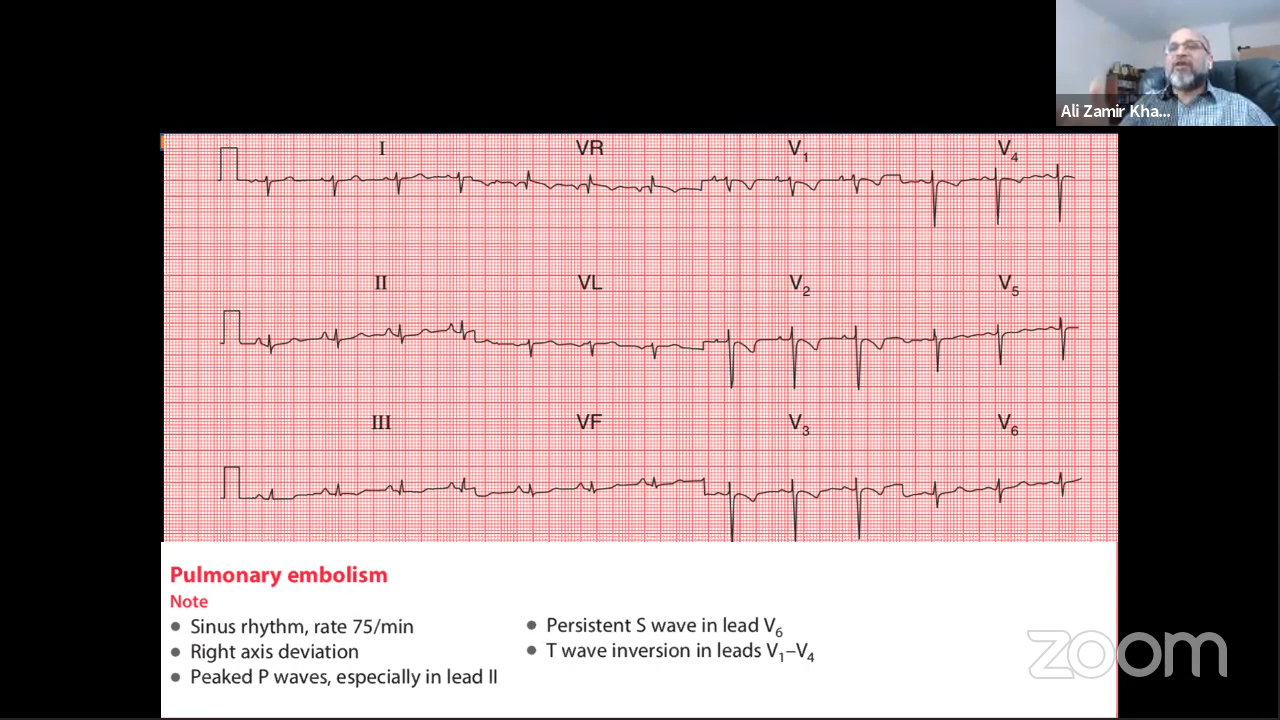 Ali Zamir Kha...
I VR V1 V4
II VL V2 V5
III VF V3 V6
Pulmonary embolism
Note
● Sinus rhythm, rate 75/min
● Right axis deviation
● Peaked P waves, especially in lead II
● Persistent S wave in lead V6
● T wave inversion in leads V1–V4
zoom